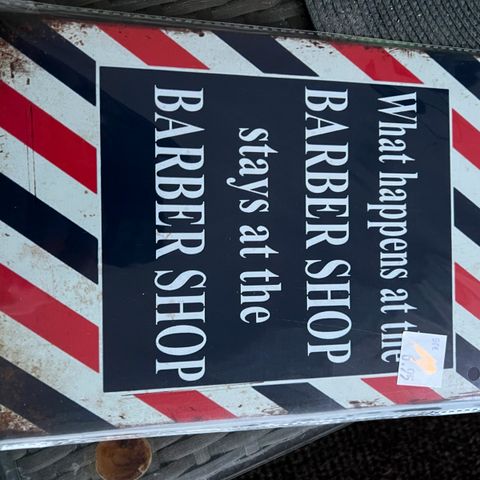 What happens at the
BARBER SHOP
stays at the
BARBER SHOP